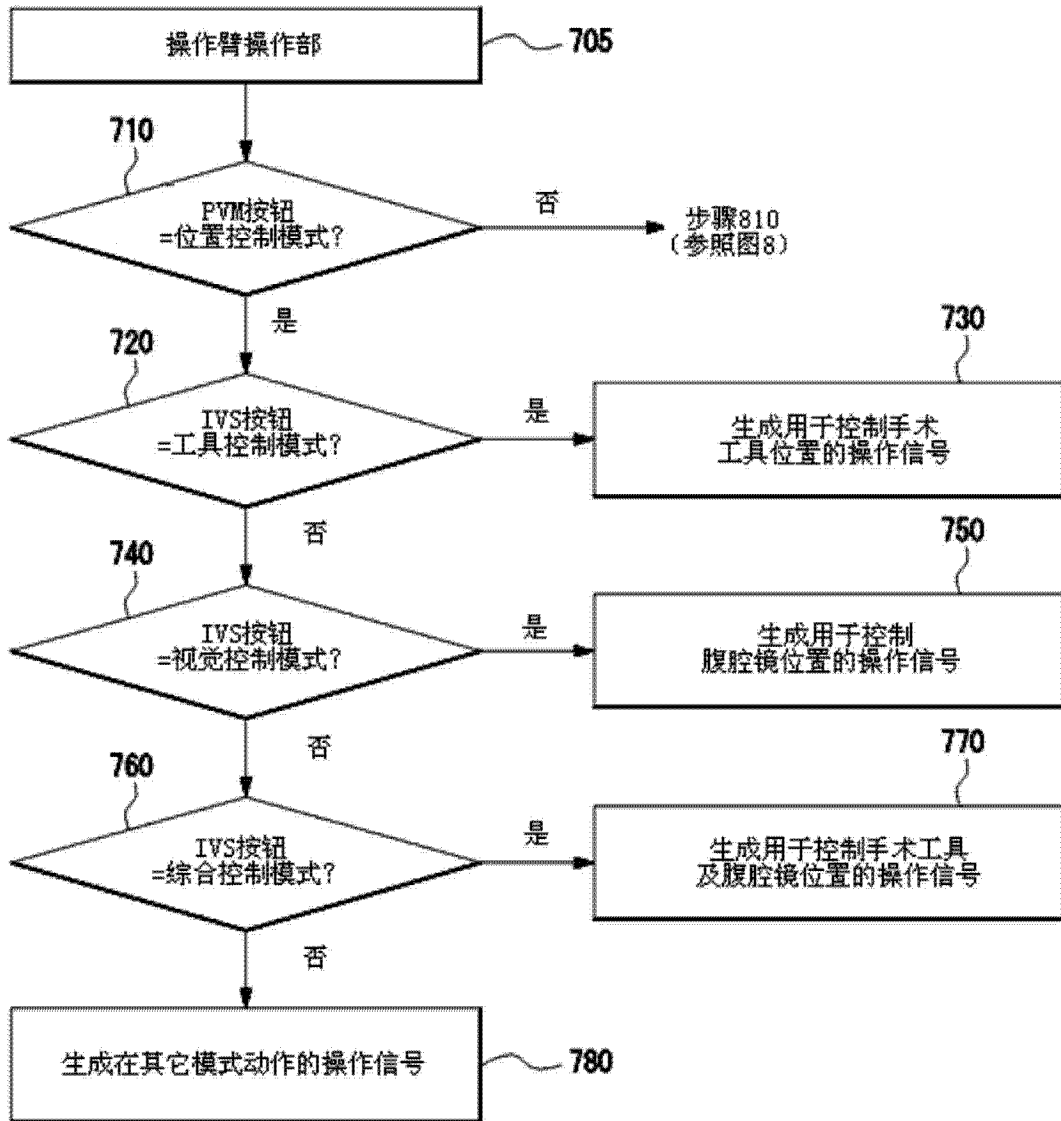 操作臂操作部
705
710
PVM按钮
=位置控制模式?
否
步骤810
(参照图8)
是
720
730
IVS按钮
=工具控制模式?
是
生成用于控制手术
工具位置的操作信号
否
740
750
IVS按钮
=视觉控制模式?
是
生成用于控制
腹腔镜位置的操作信号
否
760
770
IVS按钮
=综合控制模式?
是
生成用于控制手术工具
及腹腔镜位置的操作信号
否
生成在其它模式动作的操作信号
780